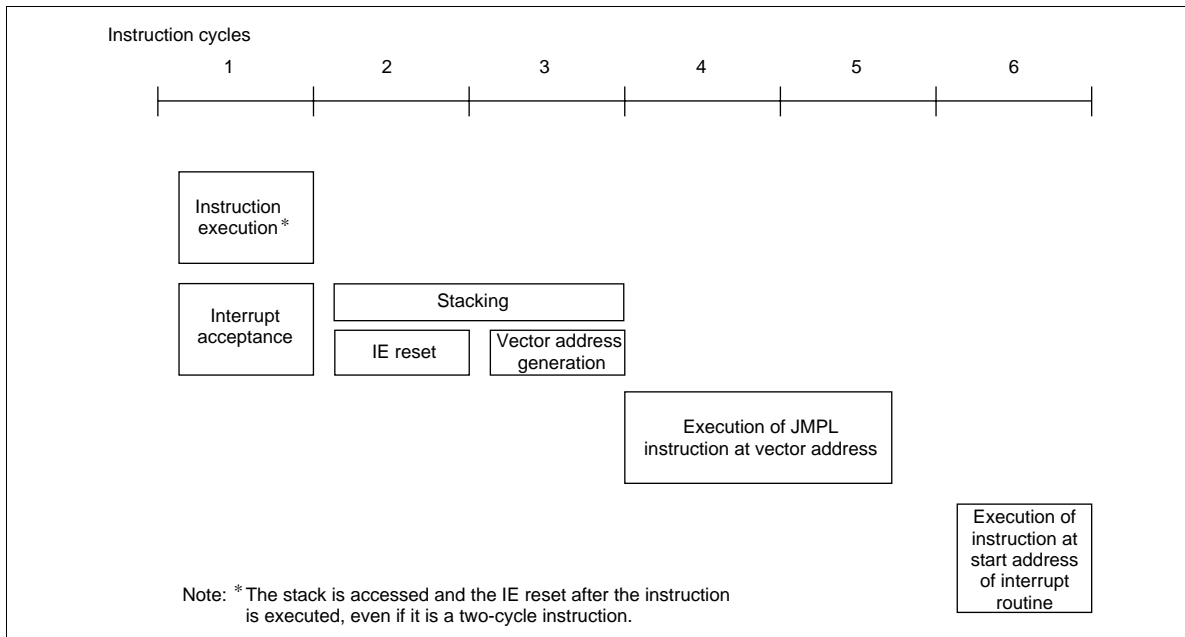 Instruction cycles
1 2 3 4 5 6
Instruction
execution*
Interrupt
acceptance
Stacking
IE reset
Vector address
generation
Execution of JMPL
instruction at vector address
Execution of
instruction at
start address
of interrupt
routine
Note: * The stack is accessed and the IE reset after the instruction
is executed, even if it is a two-cycle instruction.